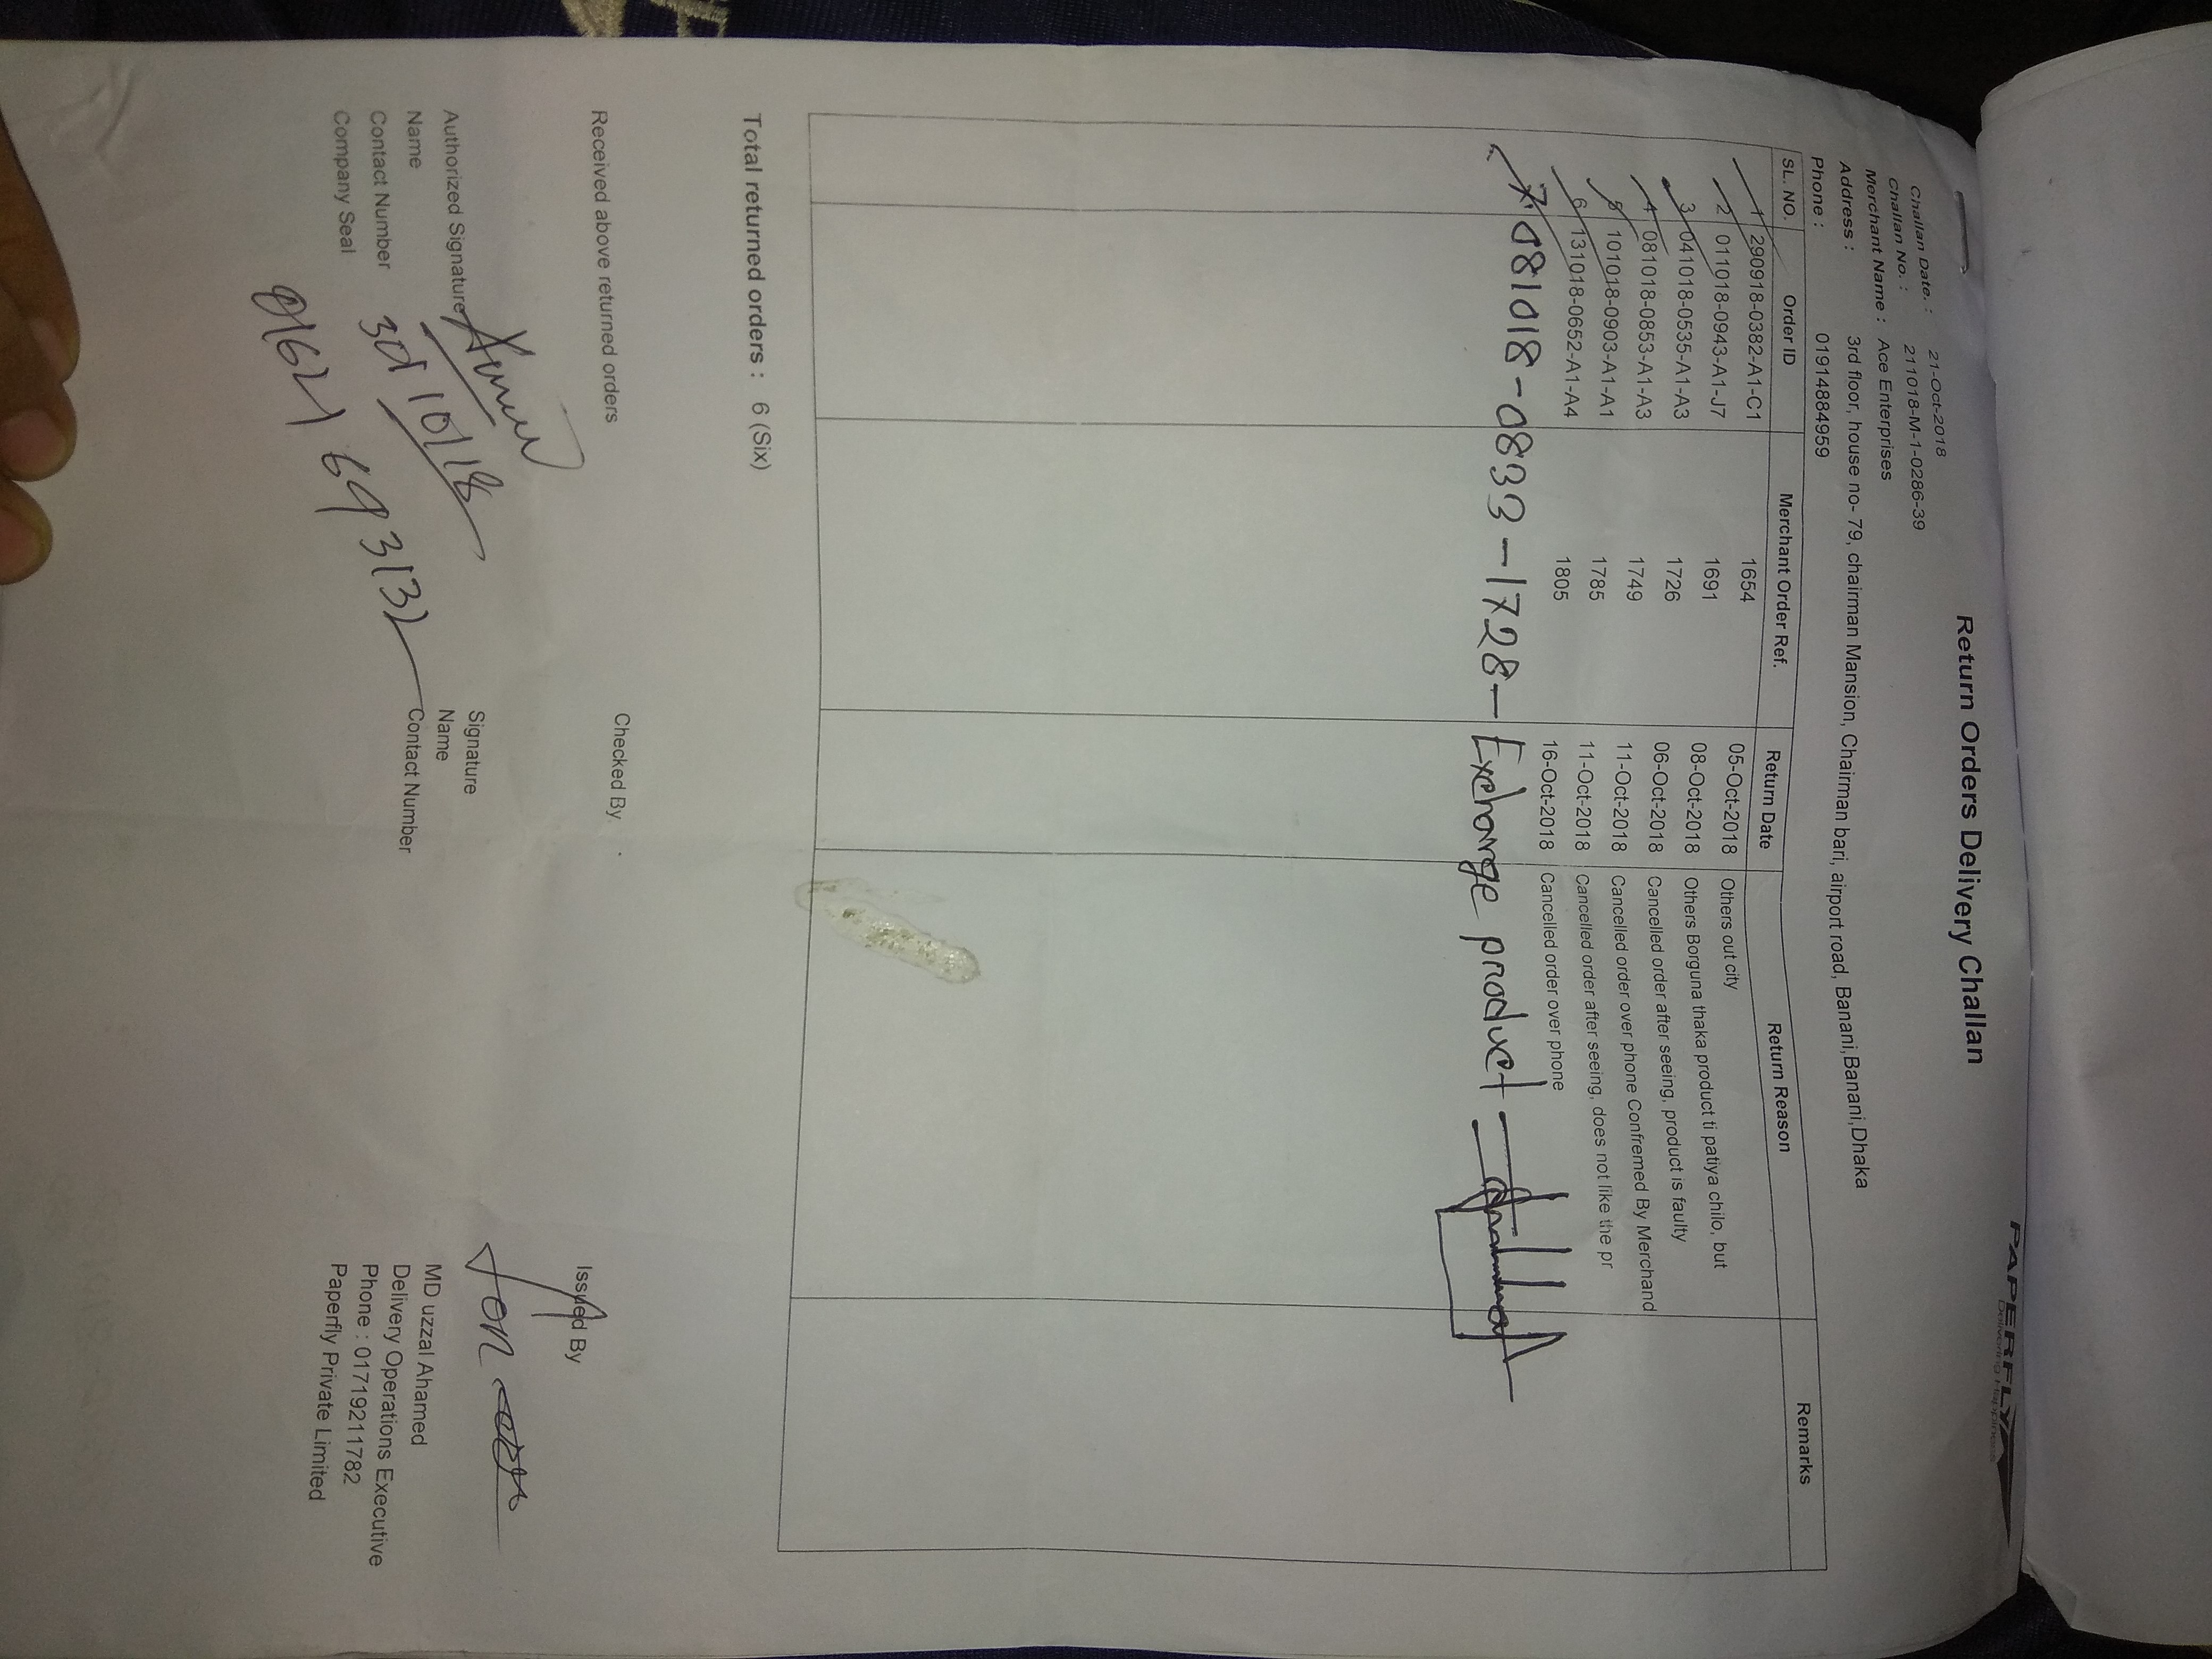 PAPERFLY
Delivering Happiness
Return Orders Delivery Challan
Challan Date. : 21-Oct-2018
Challan No. : 211018-M-1-0286-39
Merchant Name : Ace Enterprises
Address : 3rd floor, house no- 79, chairman Mansion, Chairman bari, airport road, Banani,Banani,Dhaka
Phone : 01914884959
SL. NO. Order ID Merchant Order Ref. Return Date Return Reason Remarks
1 290918-0382-A1-C1 1654 05-Oct-2018 Others out city
2 011018-0943-A1-J7 1691 08-Oct-2018 Others Borguna thaka product ti patiya chilo, but
3 041018-0535-A1-A3 1726 06-Oct-2018 Cancelled order after seeing, product is faulty
4 081018-0853-A1-A3 1749 11-Oct-2018 Cancelled order over phone Confremed By Merchand
5 101018-0903-A1-A1 1785 11-Oct-2018 Cancelled order after seeing, does not like the pr
6 131018-0652-A1-A4 1805 16-Oct-2018 Cancelled order over phone
7. 081018-0833-1728- Exchange product
Total returned orders : 6 (Six)
Received above returned orders Checked By Issued By
FOR
Authorized Signature Signature
Name Name MD uzzal Ahamed
30/10/18
Contact Number Contact Number Delivery Operations Executive
Company Seal Phone : 01719211782
01621693132 Paperfly Private Limited